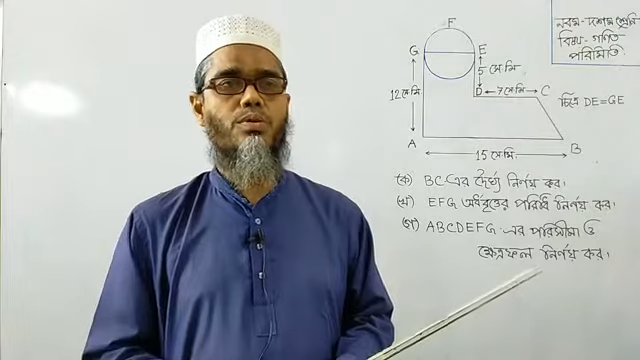 নবম-দশম শ্রেণি
বিষয়-গণিত
পরিমিতি
F
G
E
5 সে.মি
12 সে.মি
D
7 সে.মি
C
চিত্রে DE=GE
A
B
15 সে.মি.
(ক) BC এর দৈর্ঘ্য নির্ণয় কর।
(খ) EFG অর্ধবৃত্তের পরিধি নির্ণয় কর।
(গ) ABCDEFG এর পরিসীমা ও
ক্ষেত্রফল নির্ণয় কর।